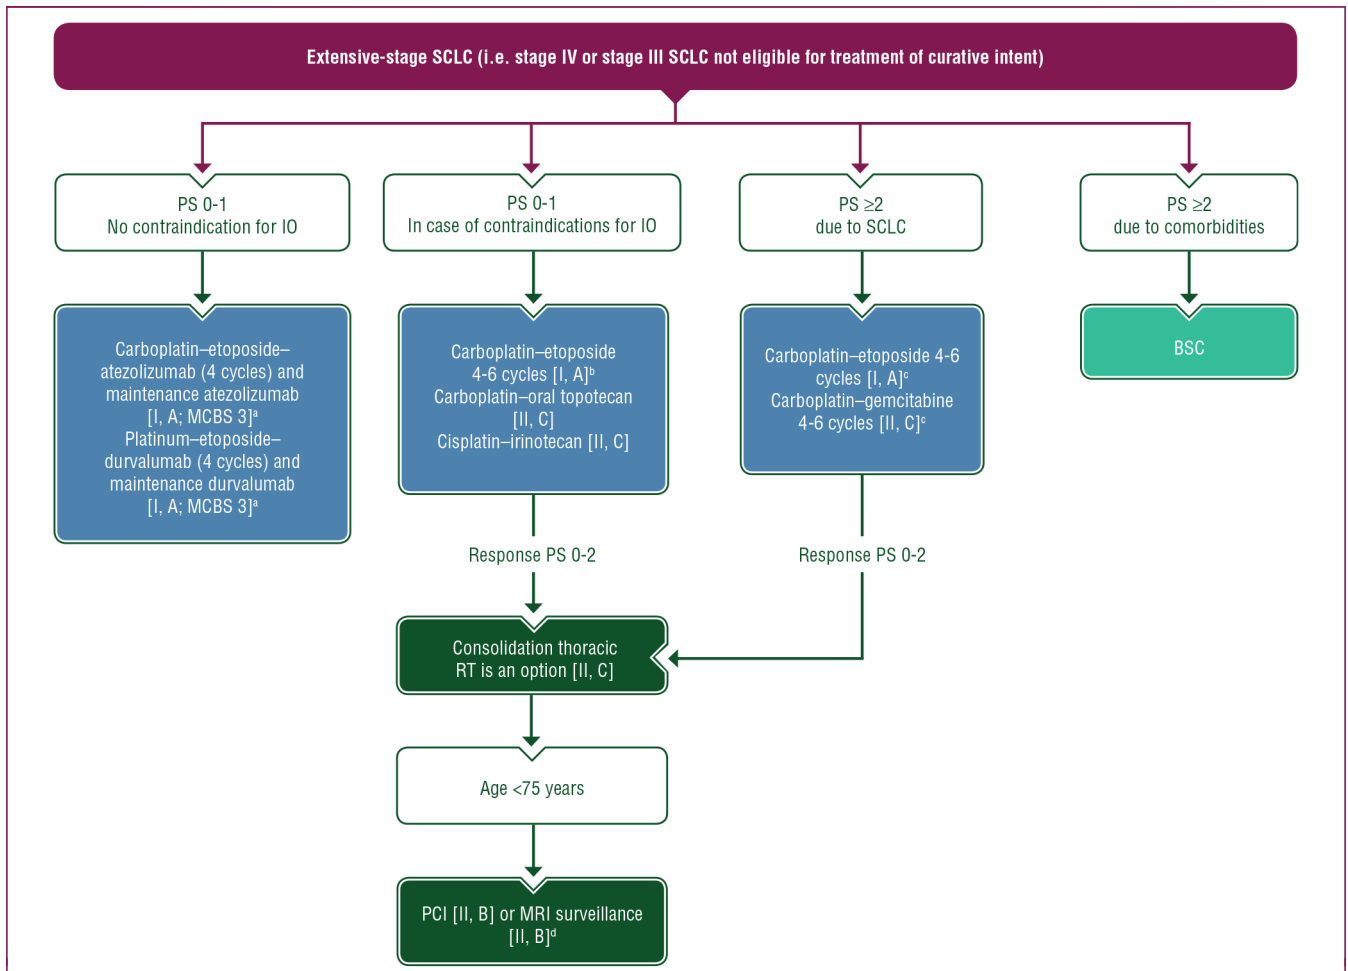 Extensive-stage SCLC (i.e. stage IV or stage III SCLC not eligible for treatment of curative intent)
PS 0-1
No contraindication for IO
PS 0-1
In case of contraindications for IO
PS ≥2
due to SCLC
PS ≥2
due to comorbidities
Carboplatin–etoposide–
atezolizumab (4 cycles) and
maintenance atezolizumab
[I, A; MCBS 3]ᵃ
Platinum–etoposide–
durvalumab (4 cycles) and
maintenance durvalumab
[I, A; MCBS 3]ᵃ
Carboplatin–etoposide
4-6 cycles [I, A]ᵇ
Carboplatin–oral topotecan
[II, C]
Cisplatin–irinotecan [II, C]
Carboplatin–etoposide 4-6
cycles [I, A]ᶜ
Carboplatin–gemcitabine
4-6 cycles [II, C]ᶜ
BSC
Response PS 0-2
Response PS 0-2
Consolidation thoracic
RT is an option [II, C]
Age <75 years
PCI [II, B] or MRI surveillance
[II, B]ᵈ